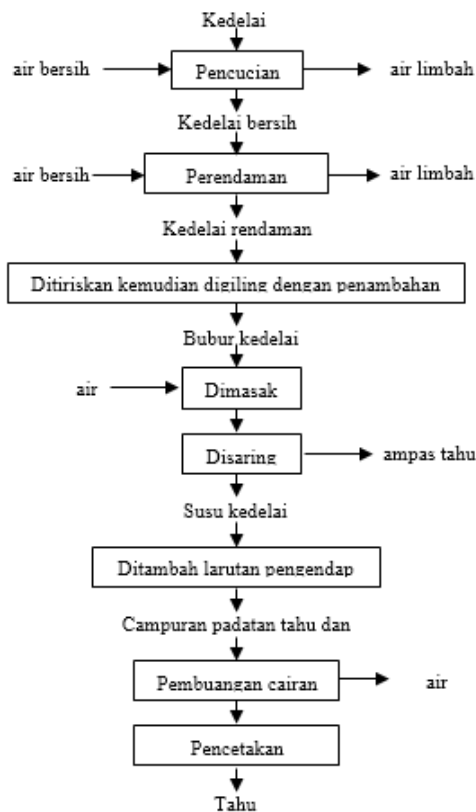 Kedelai
air bersih Pencucian air limbah
Kedelai bersih
air bersih Perendaman air limbah
Kedelai rendaman
Ditiriskan kemudian digiling dengan penambahan
Bubur kedelai
air Dimasak
Disaring ampas tahu
Susu kedelai
Ditambah larutan pengendap
Campuran padatan tahu dan
Pembuangan cairan air
Pencetakan
Tahu